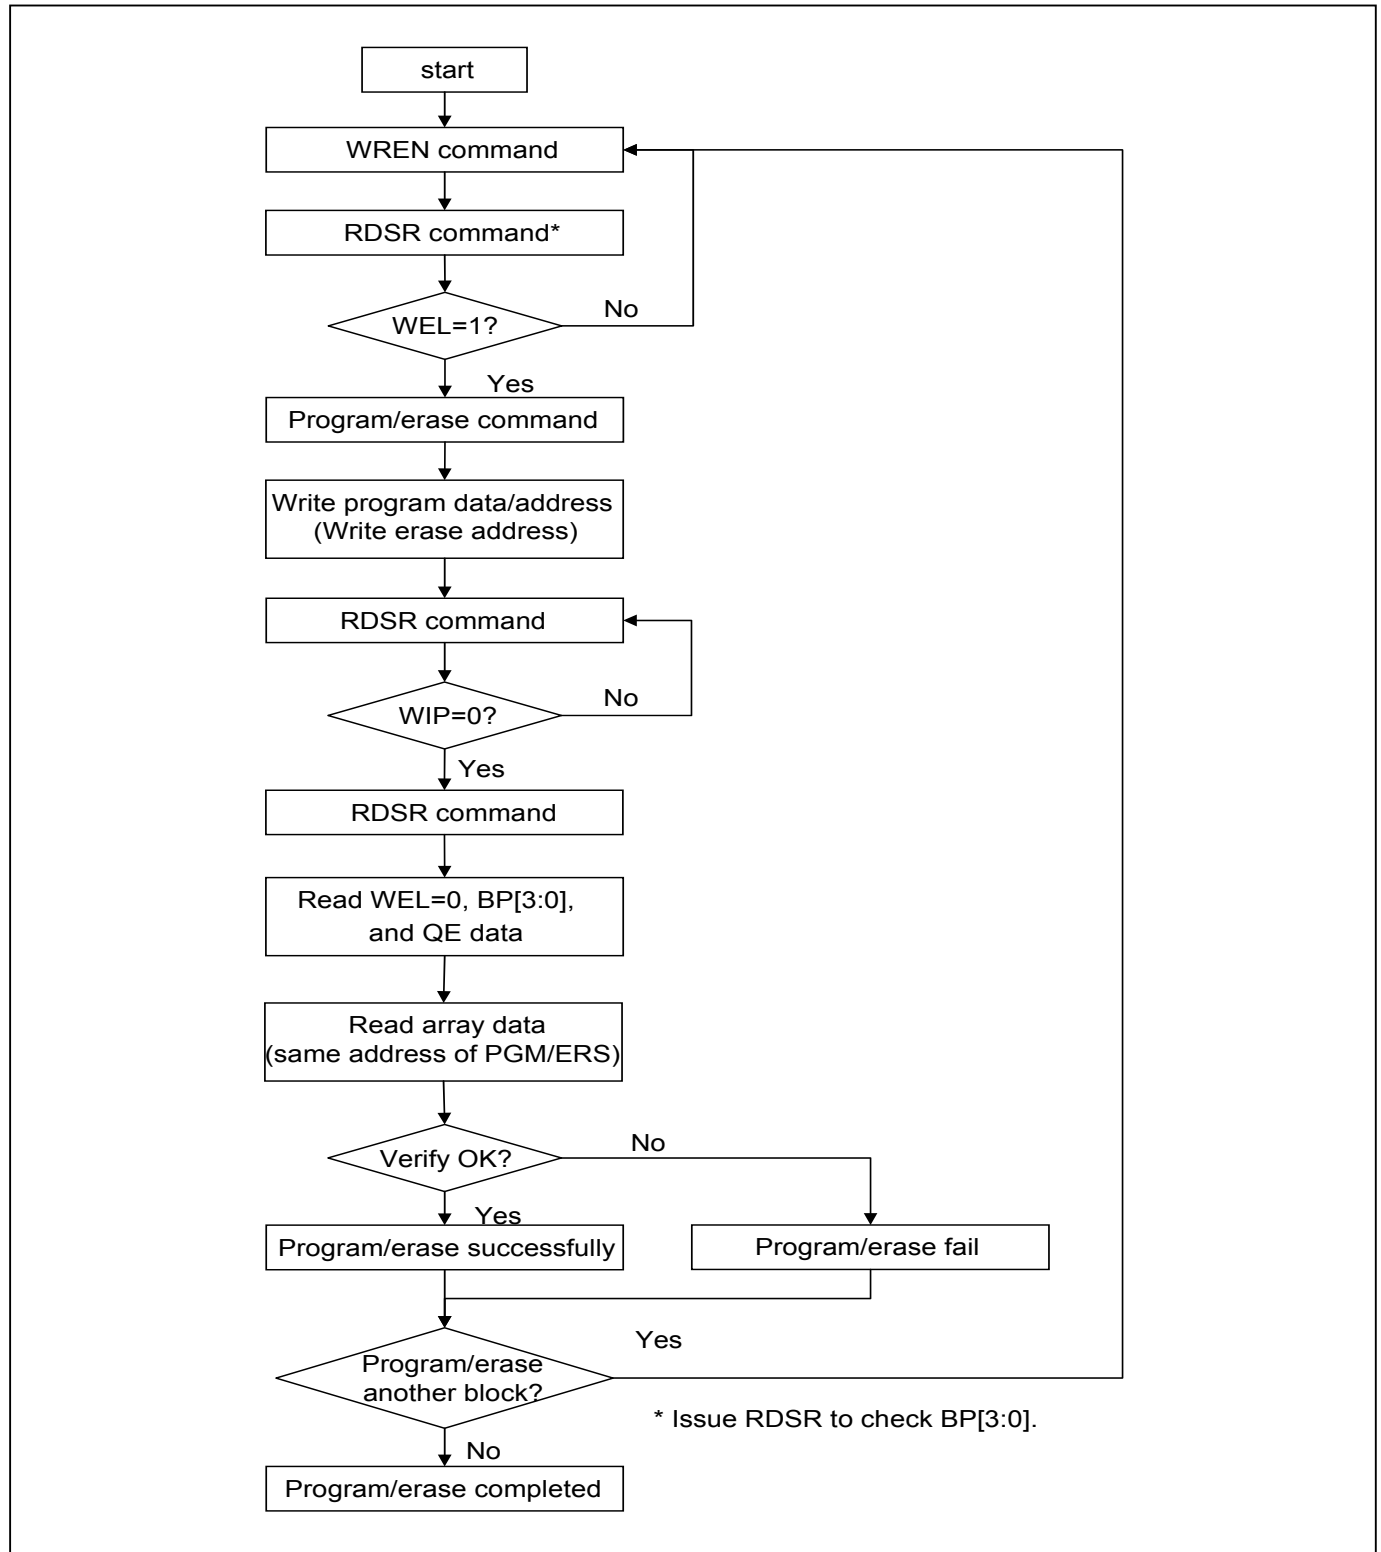 start
WREN command
RDSR command*
WEL=1?
No
Yes
Program/erase command
Write program data/address
(Write erase address)
RDSR command
WIP=0?
No
Yes
RDSR command
Read WEL=0, BP[3:0],
and QE data
Read array data
(same address of PGM/ERS)
Verify OK?
No
Yes
Program/erase successfully
Program/erase fail
Program/erase
another block?
Yes
* Issue RDSR to check BP[3:0].
No
Program/erase completed